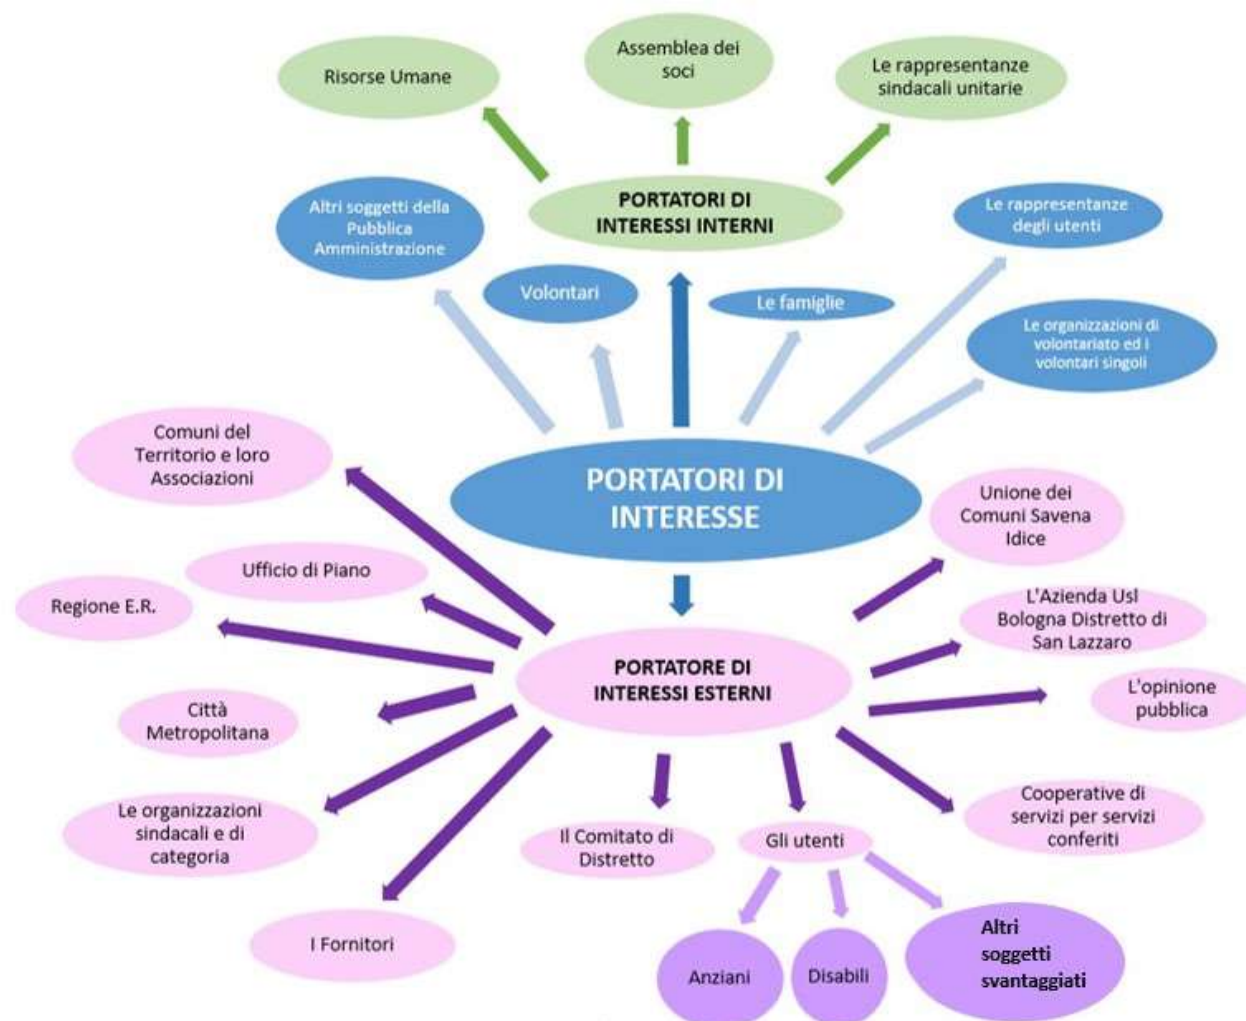 Risorse Umane
Assemblea dei
soci
Le rappresentanze
sindacali unitarie
PORTATORI DI
INTERESSI INTERNI
Altri soggetti della
Pubblica
Amministrazione
Volontari
Le famiglie
Le rappresentanze
degli utenti
Le organizzazioni di
volontariato ed i
volontari singoli
PORTATORI DI
INTERESSE
Comuni del
Territorio e loro
Associazioni
Unione dei
Comuni Savena
Idice
Ufficio di Piano
Regione E.R.
L'Azienda Usl
Bologna Distretto di
San Lazzaro
PORTATORE DI
INTERESSI ESTERNI
L'opinione
pubblica
Città
Metropolitana
Le organizzazioni
sindacali e di
categoria
Cooperative di
servizi per servizi
conferiti
Il Comitato di
Distretto
Gli utenti
I Fornitori
Anziani
Disabili
Altri
soggetti
svantaggiati